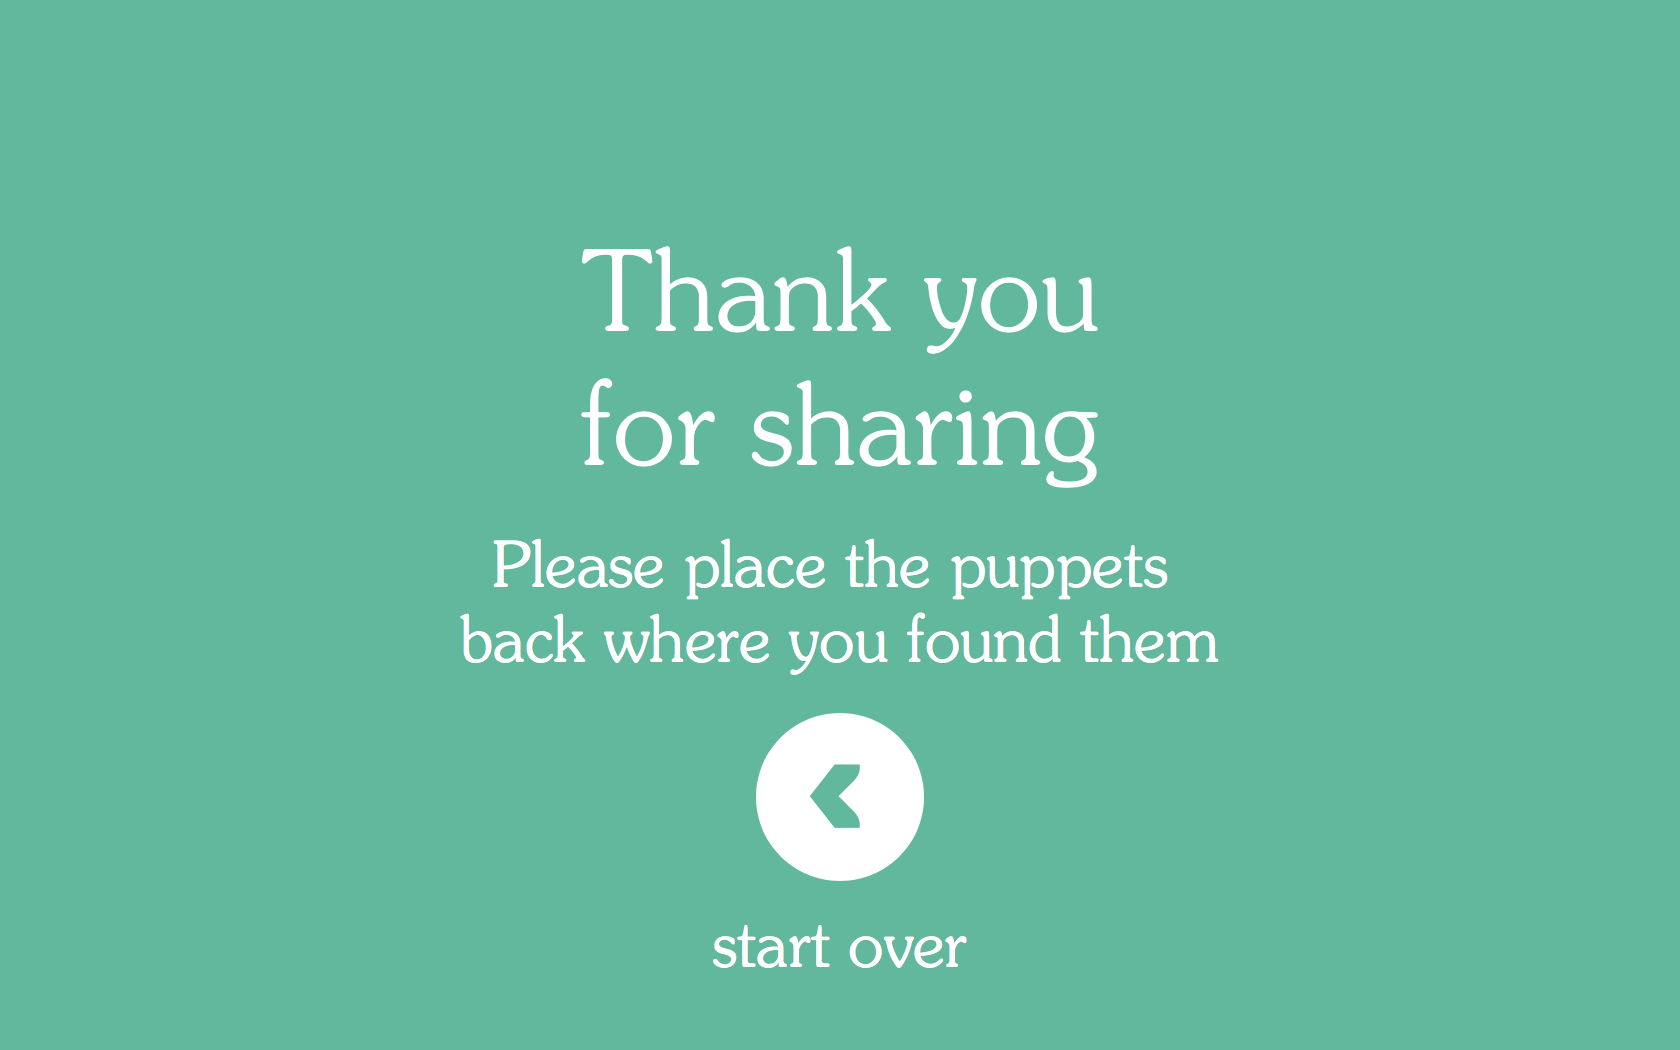 Thank you
for sharing
Please place the puppets
back where you found them
start over